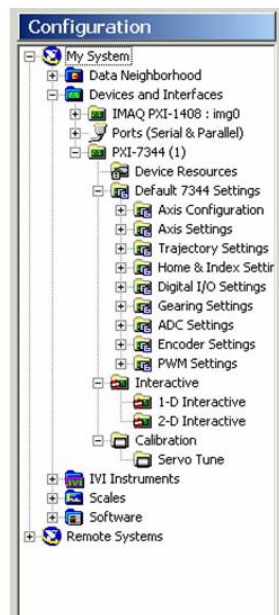 Configuration
My System
Data Neighborhood
Devices and Interfaces
IMAQ PXI-1408 : img0
Ports (Serial & Parallel)
PXI-7344 (1)
Device Resources
Default 7344 Settings
Axis Configuration
Axis Settings
Trajectory Settings
Home & Index Settir
Digital I/O Settings
Gearing Settings
ADC Settings
Encoder Settings
PWM Settings
Interactive
1-D Interactive
2-D Interactive
Calibration
Servo Tune
IVI Instruments
Scales
Software
Remote Systems